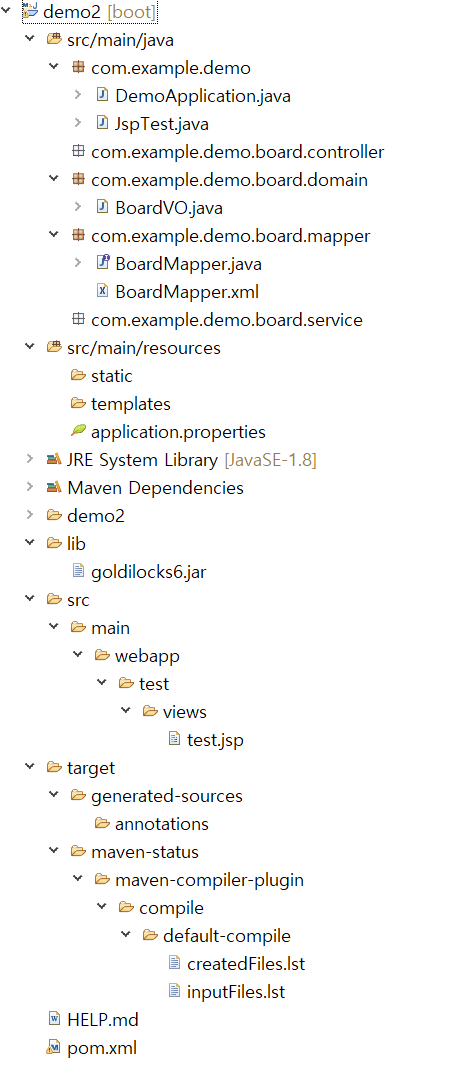 demo2 [boot]
src/main/java
com.example.demo
DemoApplication.java
JspTest.java
com.example.demo.board.controller
com.example.demo.board.domain
BoardVO.java
com.example.demo.board.mapper
BoardMapper.java
BoardMapper.xml
com.example.demo.board.service
src/main/resources
static
templates
application.properties
JRE System Library [JavaSE-1.8]
Maven Dependencies
demo2
lib
goldilocks6.jar
src
main
webapp
test
views
test.jsp
target
generated-sources
annotations
maven-status
maven-compiler-plugin
compile
default-compile
createdFiles.lst
inputFiles.lst
HELP.md
pom.xml